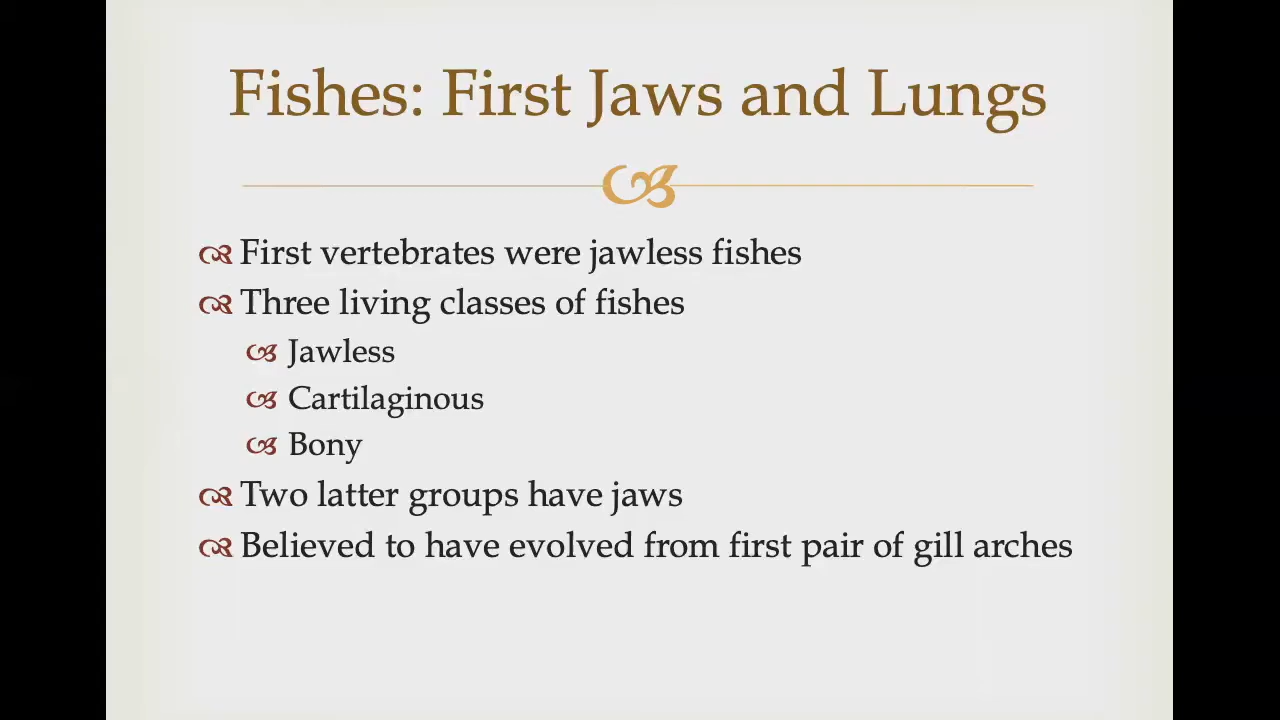 Fishes: First Jaws and Lungs
First vertebrates were jawless fishes
Three living classes of fishes
Jawless
Cartilaginous
Bony
Two latter groups have jaws
Believed to have evolved from first pair of gill arches